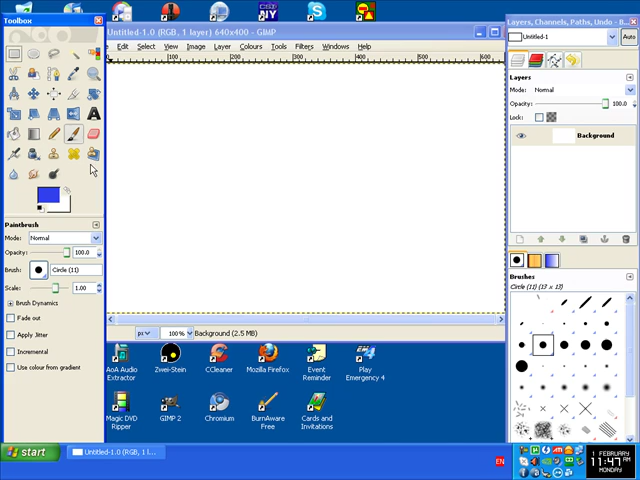 Toolbox
Untitled-1.0 (RGB, 1 layer) 640x400 - GIMP
Layers, Channels, Paths, Undo - B
Edit Select View Image Layer Colours Tools Filters Windows Help
Untitled-1
Auto
100 200 300 400 500 600
Layers
Mode: Normal
Opacity: 100.0
Lock:
Background
Paintbrush
Mode: Normal
Opacity: 100.0
Brush: Circle (11)
Scale: 1.00
Brush Dynamics
Fade out
Apply Jitter
Incremental
Use colour from gradient
Brushes
Circle (11) (13 x 13)
px 100% Background (2.5 MB)
AoA Audio Extractor
Zwei-Stein
CCleaner
Mozilla Firefox
Event Reminder
Play Emergency 4
Magic DVD Ripper
GIMP 2
Chromium
BurnAware Free
Cards and Invitations
start
Untitled-1.0 (RGB, 1 l...
EN
1 FEBRUARY
11:47 AM
MONDAY